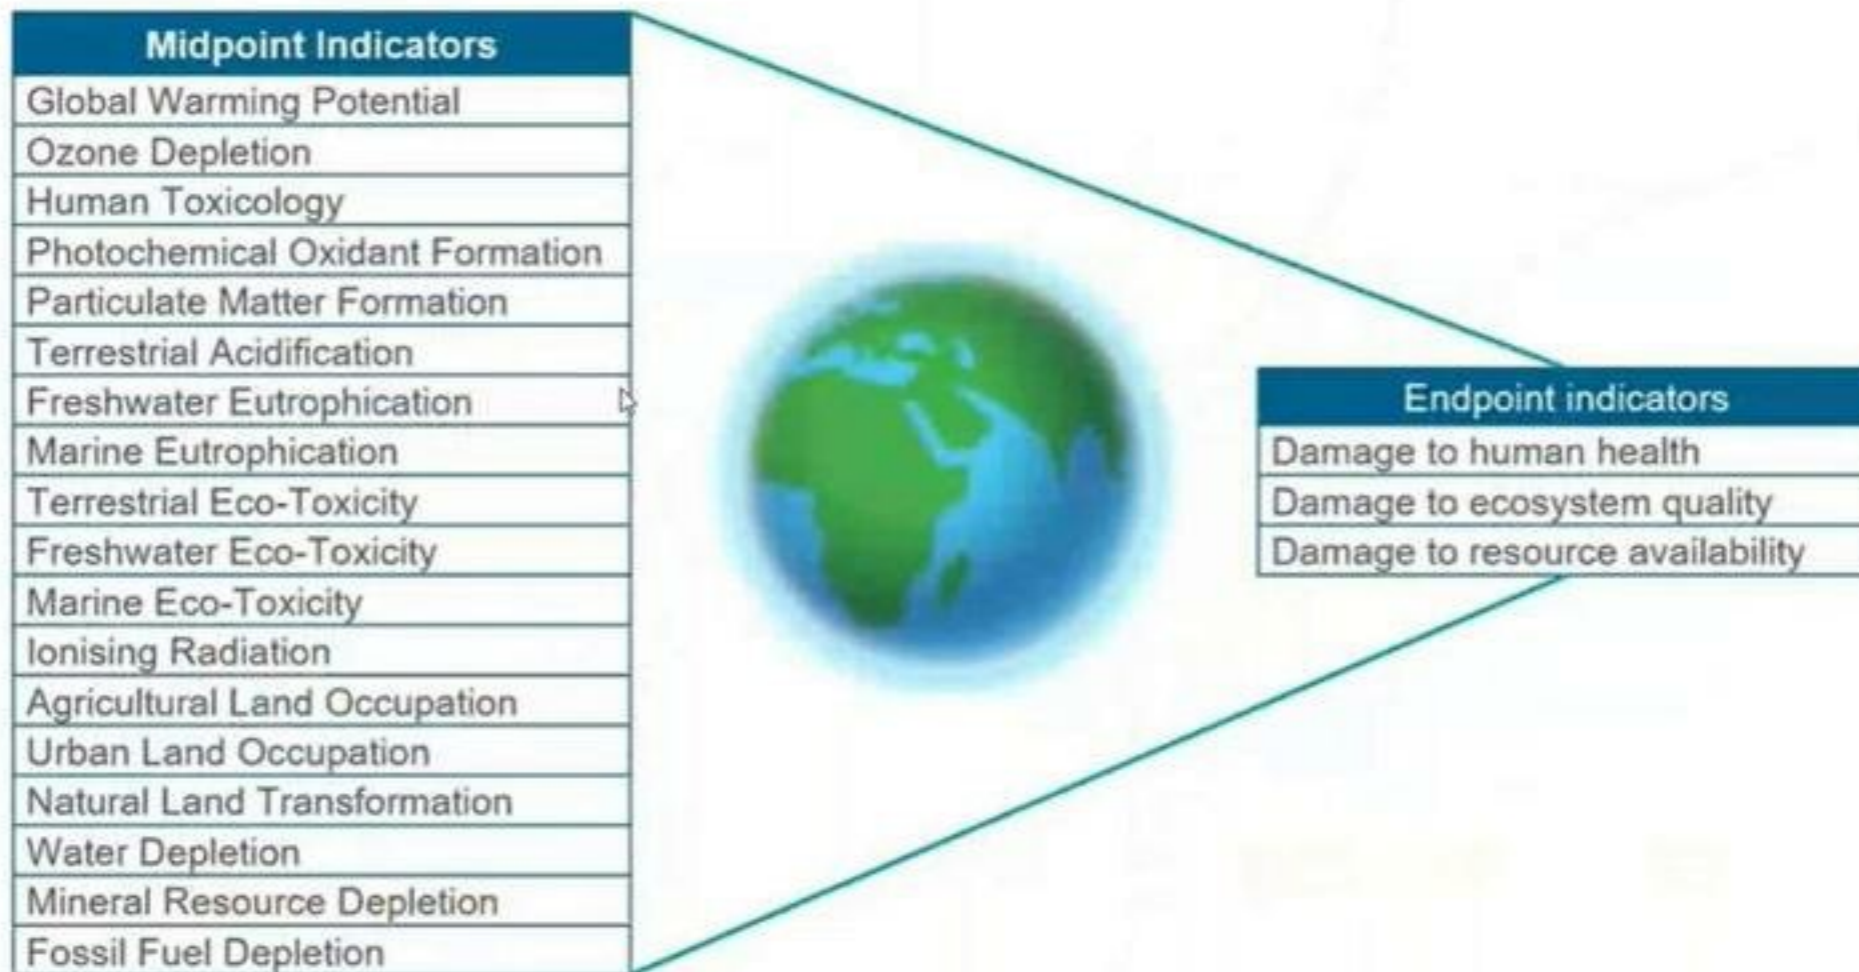 Midpoint Indicators
Global Warming Potential
Ozone Depletion
Human Toxicology
Photochemical Oxidant Formation
Particulate Matter Formation
Terrestrial Acidification
Freshwater Eutrophication
Marine Eutrophication
Terrestrial Eco-Toxicity
Freshwater Eco-Toxicity
Marine Eco-Toxicity
Ionising Radiation
Agricultural Land Occupation
Urban Land Occupation
Natural Land Transformation
Water Depletion
Mineral Resource Depletion
Fossil Fuel Depletion
Endpoint indicators
Damage to human health
Damage to ecosystem quality
Damage to resource availability